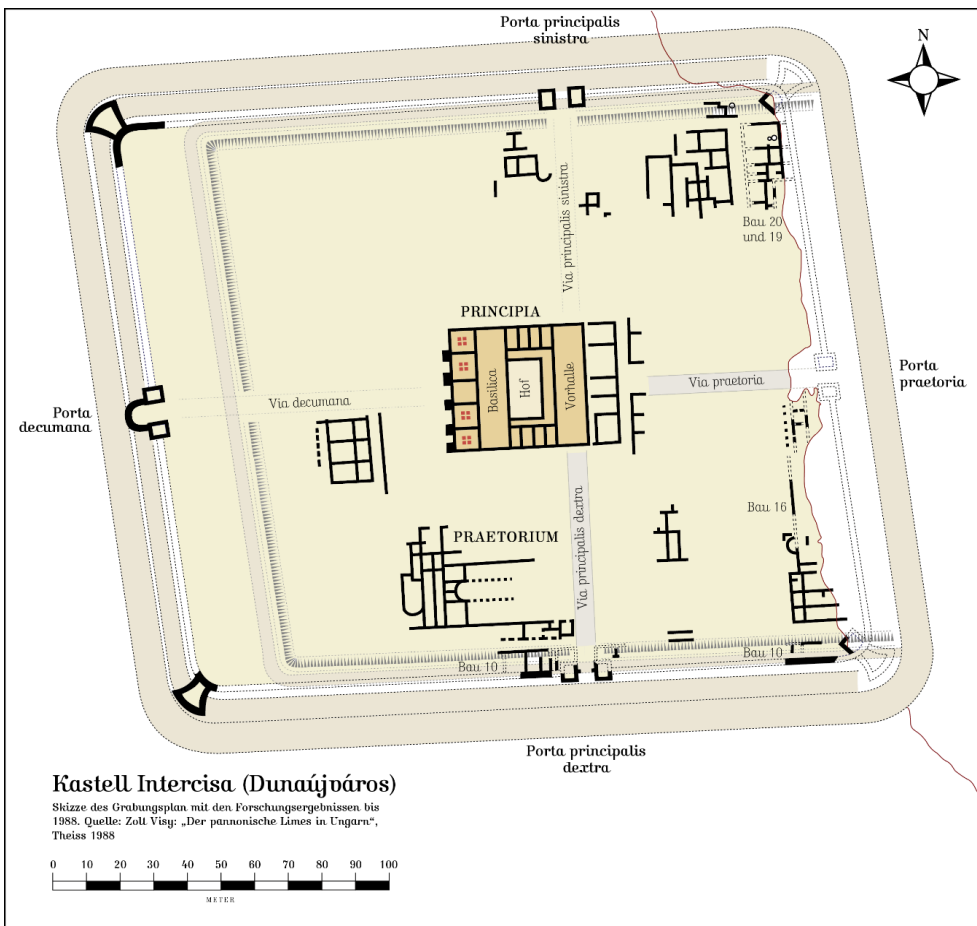 Porta principalis
sinistra
N
Bau 20
und 19
Via principalis sinistra
PRINCIPIA
Basilica
Hof
Vorhalle
Via praetoria
Porta
praetoria
Via decumana
Porta
decumana
Bau 16
Via principalis dextra
PRAETORIUM
Bau 10
Bau 10
Porta principalis
dextra
Kastell Intercisa (Dunaújváros)
Skizze des Grabungsplan mit den Forschungsergebnissen bis
1988. Quelle: Zolt Visy: „Der pannonische Limes in Ungarn“,
Theiss 1988
0 10 20 30 40 50 60 70 80 90 100
METER